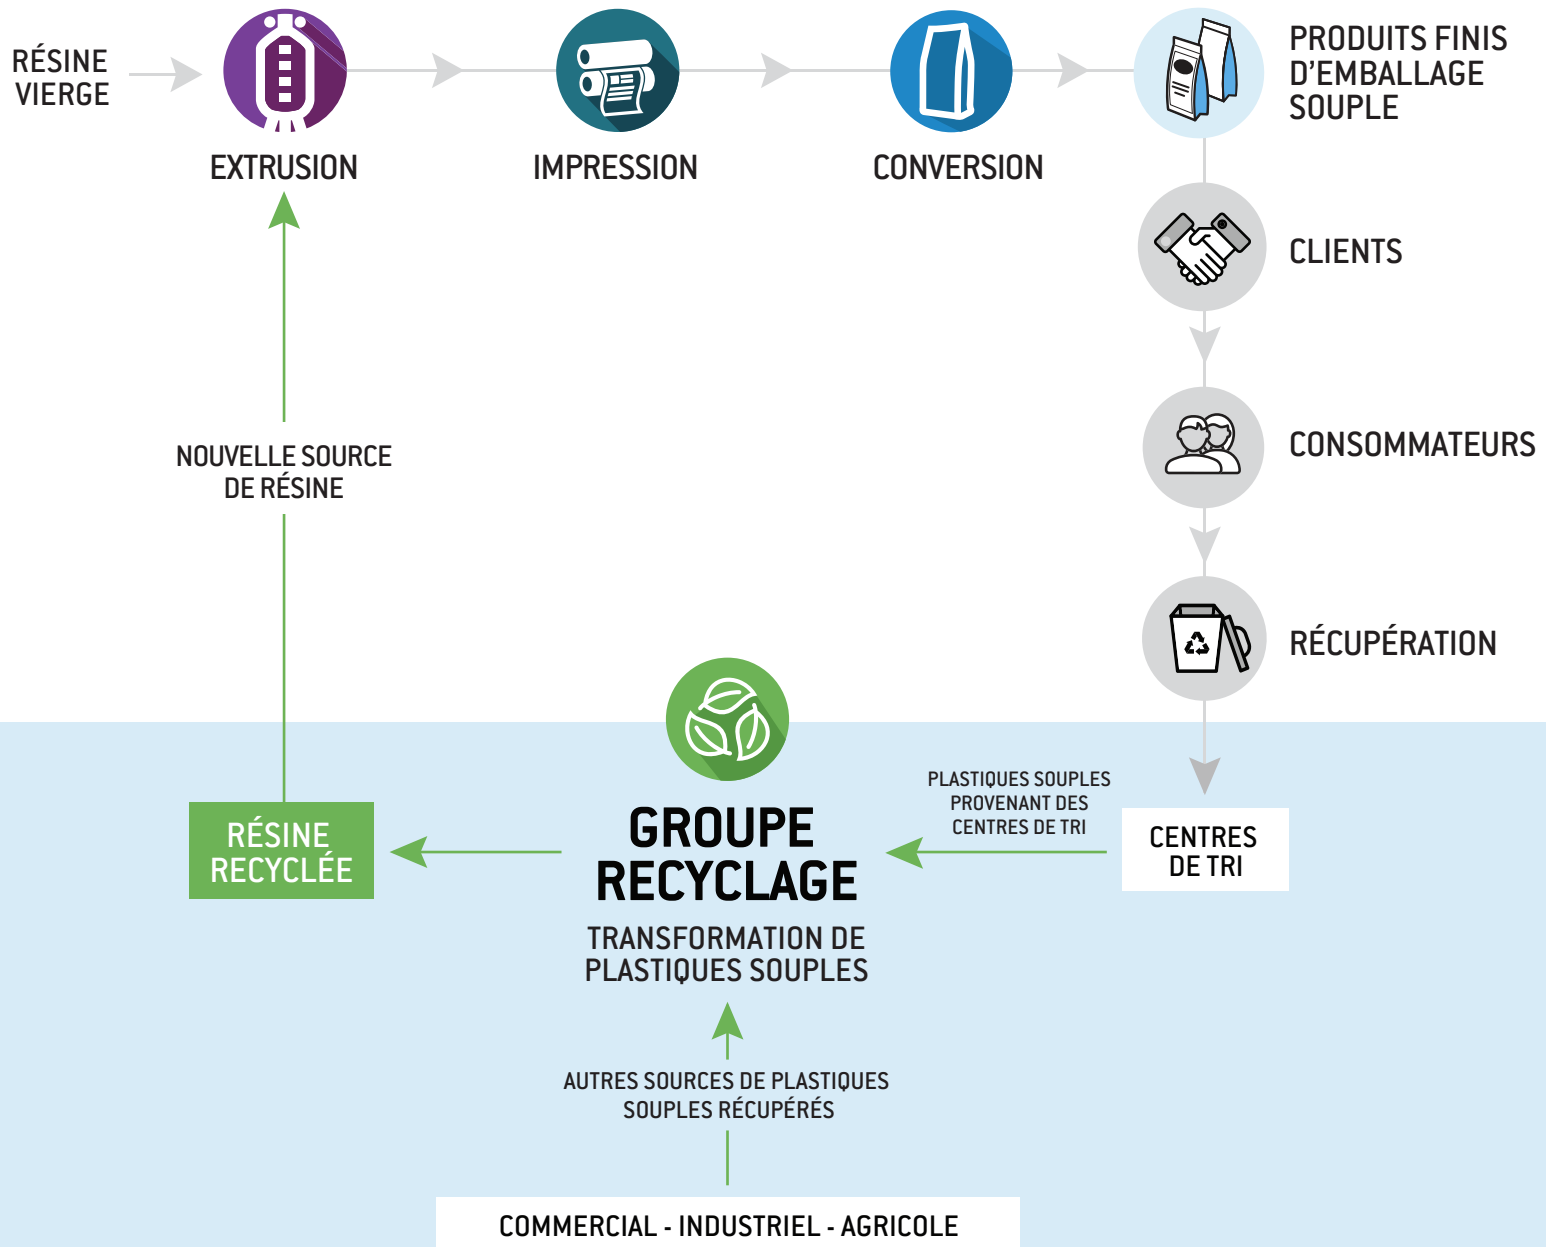 RÉSINE
VIERGE
PRODUITS FINIS
D'EMBALLAGE
SOUPLE
EXTRUSION
IMPRESSION
CONVERSION
CLIENTS
CONSOMMATEURS
NOUVELLE SOURCE
DE RÉSINE
RÉCUPÉRATION
PLASTIQUES SOUPLES
PROVENANT DES
CENTRES DE TRI
RÉSINE
RECYCLÉE
GROUPE
RECYCLAGE
CENTRES
DE TRI
TRANSFORMATION DE
PLASTIQUES SOUPLES
AUTRES SOURCES DE PLASTIQUES
SOUPLES RÉCUPÉRÉS
COMMERCIAL - INDUSTRIEL - AGRICOLE